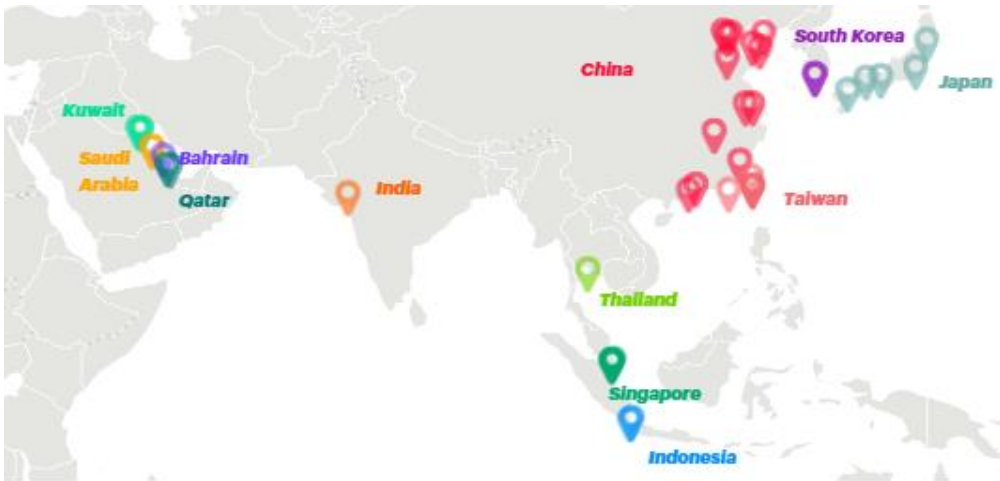 South Korea
China
Japan
Kuwait
Saudi
Arabia
Bahrain
Qatar
India
Taiwan
Thailand
Singapore
Indonesia